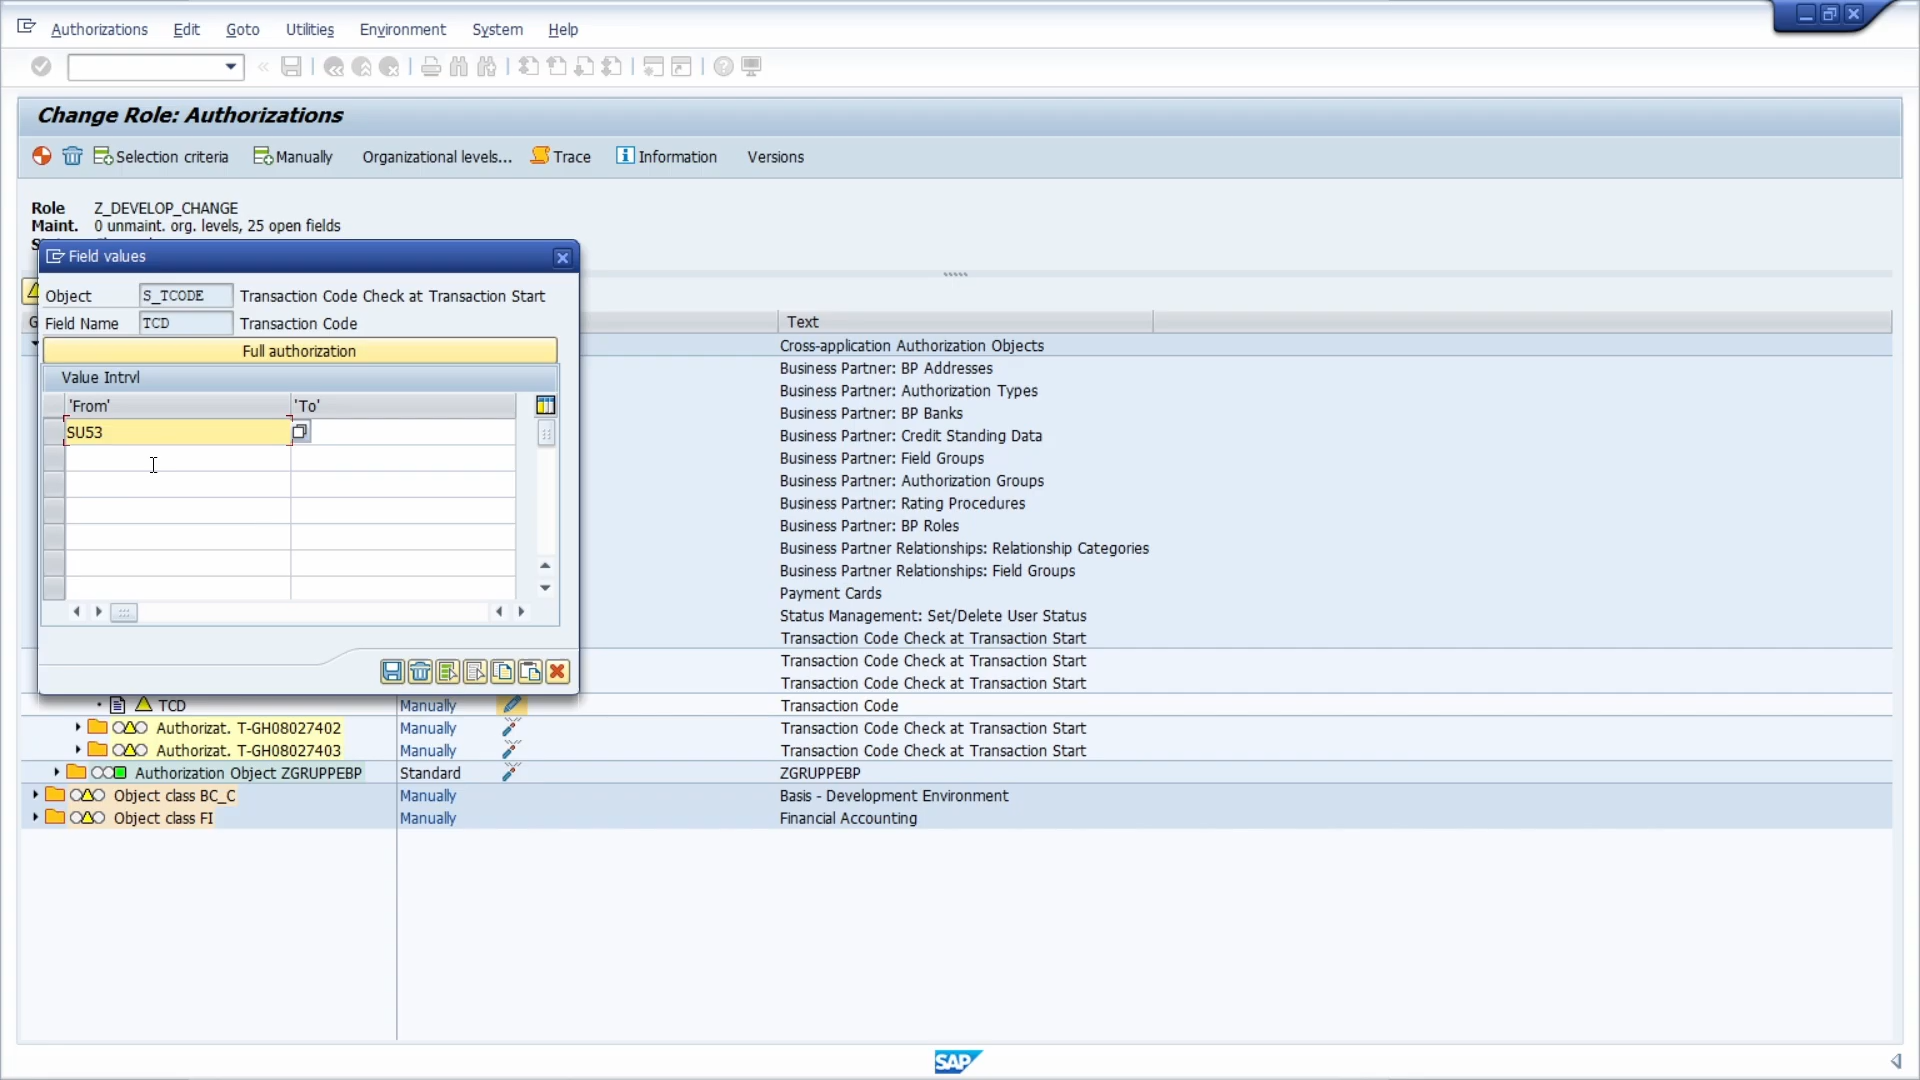 Authorizations Edit Goto Utilities Environment System Help
Change Role: Authorizations
Selection criteria Manually Organizational levels... Trace Information Versions
Role Z_DEVELOP_CHANGE
Maint. 0 unmaint. org. levels, 25 open fields
Field values
Object S_TCODE Transaction Code Check at Transaction Start
Field Name TCD Transaction Code
Full authorization
Value Intrvl
'From' 'To'
SU53
Text
Cross-application Authorization Objects
Business Partner: BP Addresses
Business Partner: Authorization Types
Business Partner: BP Banks
Business Partner: Credit Standing Data
Business Partner: Field Groups
Business Partner: Authorization Groups
Business Partner: Rating Procedures
Business Partner: BP Roles
Business Partner Relationships: Relationship Categories
Business Partner Relationships: Field Groups
Payment Cards
Status Management: Set/Delete User Status
Transaction Code Check at Transaction Start
Transaction Code Check at Transaction Start
Transaction Code Check at Transaction Start
TCD Manually Transaction Code
Authorizat. T-GH08027402 Manually Transaction Code Check at Transaction Start
Authorizat. T-GH08027403 Manually Transaction Code Check at Transaction Start
Authorization Object ZGRUPPEBP Standard ZGRUPPEBP
Object class BC_C Manually Basis - Development Environment
Object class FI Manually Financial Accounting
SAP